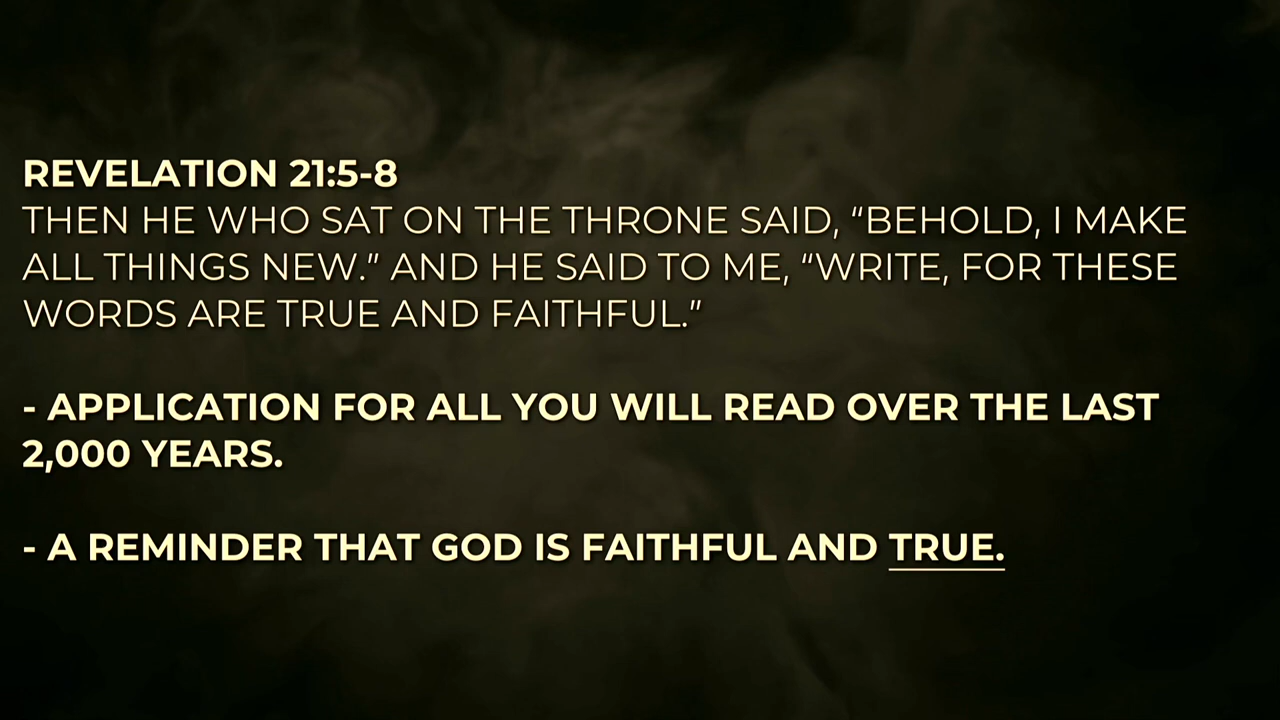 REVELATION 21:5-8
THEN HE WHO SAT ON THE THRONE SAID, “BEHOLD, I MAKE
ALL THINGS NEW.” AND HE SAID TO ME, “WRITE, FOR THESE
WORDS ARE TRUE AND FAITHFUL.”
- APPLICATION FOR ALL YOU WILL READ OVER THE LAST
2,000 YEARS.
- A REMINDER THAT GOD IS FAITHFUL AND TRUE.